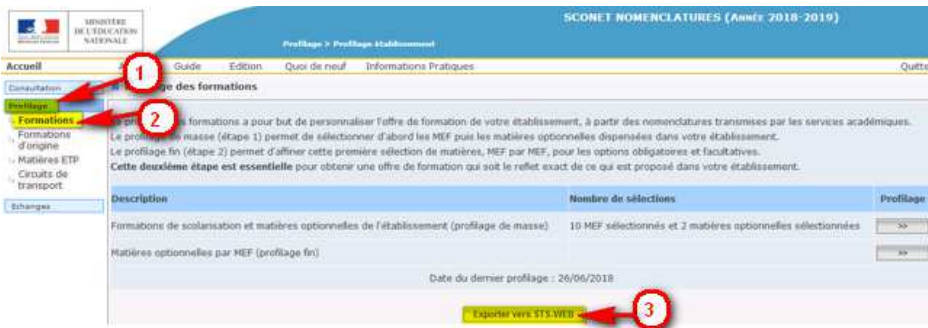 MINISTÈRE
DE L'ÉDUCATION
NATIONALE
SCONET NOMENCLATURES (Année 2018-2019)
Profilage > Profilage établissement
Accueil Guide Edition Quoi de neuf Informations Pratiques Quitte
Consultation
Profilage
Formations
Formations
d'origine
Matières ETP
Circuits de
transport
Echanges
1
2
ge des formations
formations a pour but de personnaliser l'offre de formation de votre établissement, à partir des nomenclatures transmises par les services académiques.
Le profilage en masse (étape 1) permet de sélectionner d'abord les MEF puis les matières optionnelles dispensées dans votre établissement.
Le profilage fin (étape 2) permet d'affiner cette première sélection de matières, MEF par MEF, pour les options obligatoires et facultatives.
Cette deuxième étape est essentielle pour obtenir une offre de formation qui soit le reflet exact de ce qui est proposé dans votre établissement.
Description Nombre de sélections Profilage
Formations de scolarisation et matières optionnelles de l'établissement (profilage de masse) 10 MEF sélectionnés et 2 matières optionnelles sélectionnées >>
Matières optionnelles par MEF (profilage fin) >>
Date du dernier profilage : 26/06/2018
Exporter vers STS-WEB 3